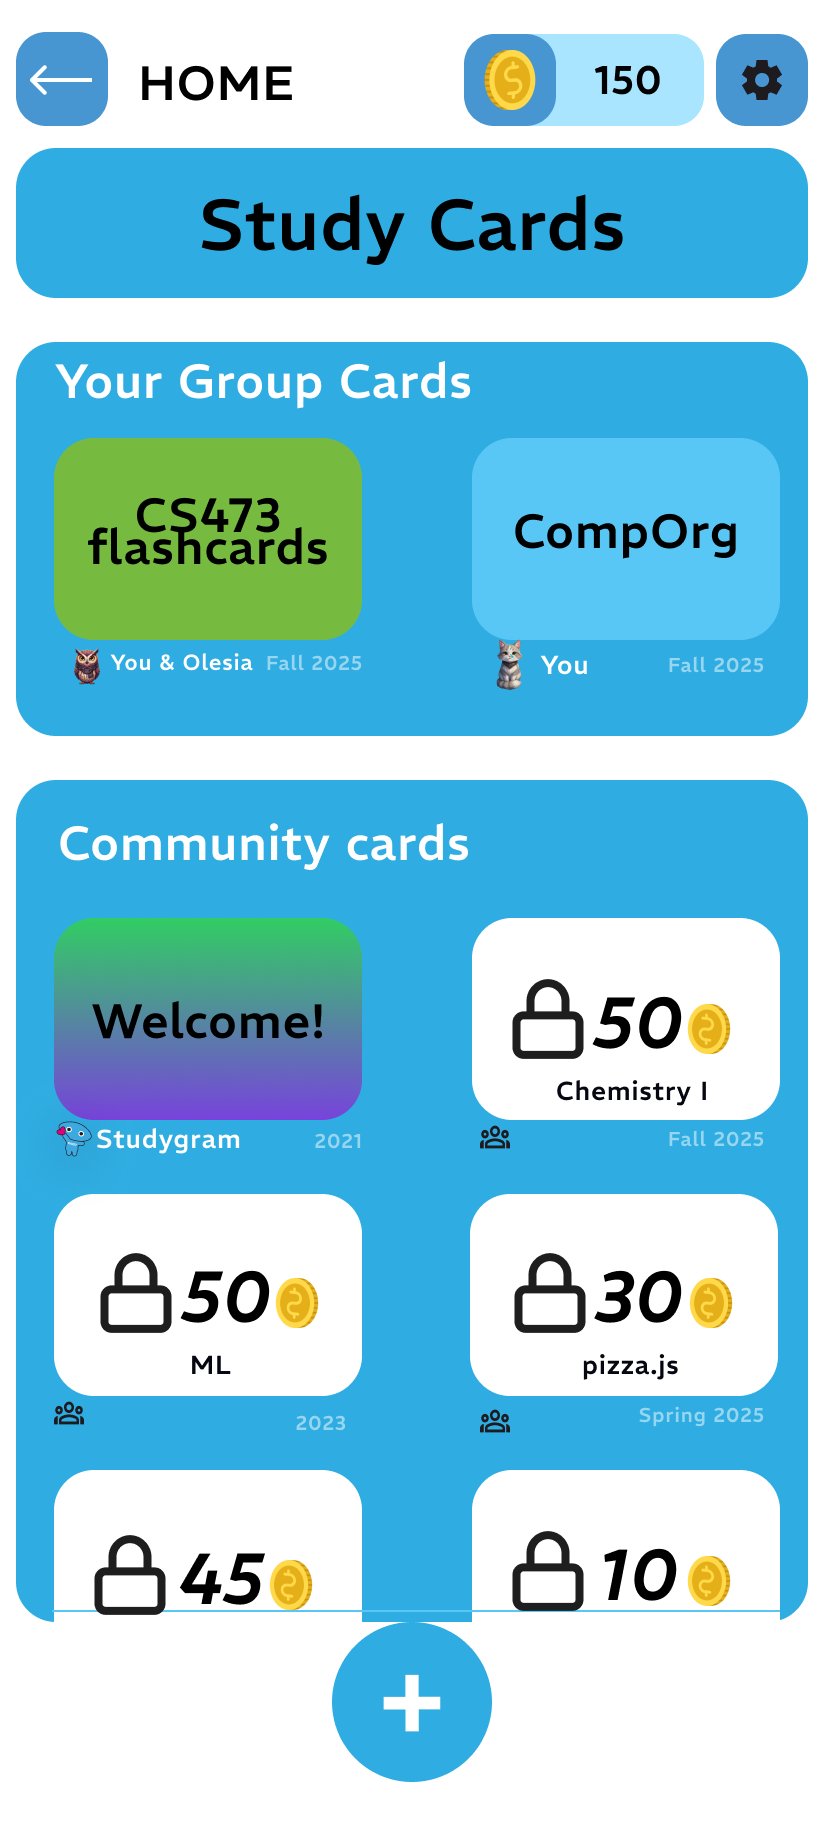 HOME
150
Study Cards
Your Group Cards
CS473
flashcards
CompOrg
You & Olesia Fall 2025
You Fall 2025
Community cards
Welcome!
50
Chemistry I
Studygram 2021
Fall 2025
50
ML
30
pizza.js
2023
Spring 2025
45
10